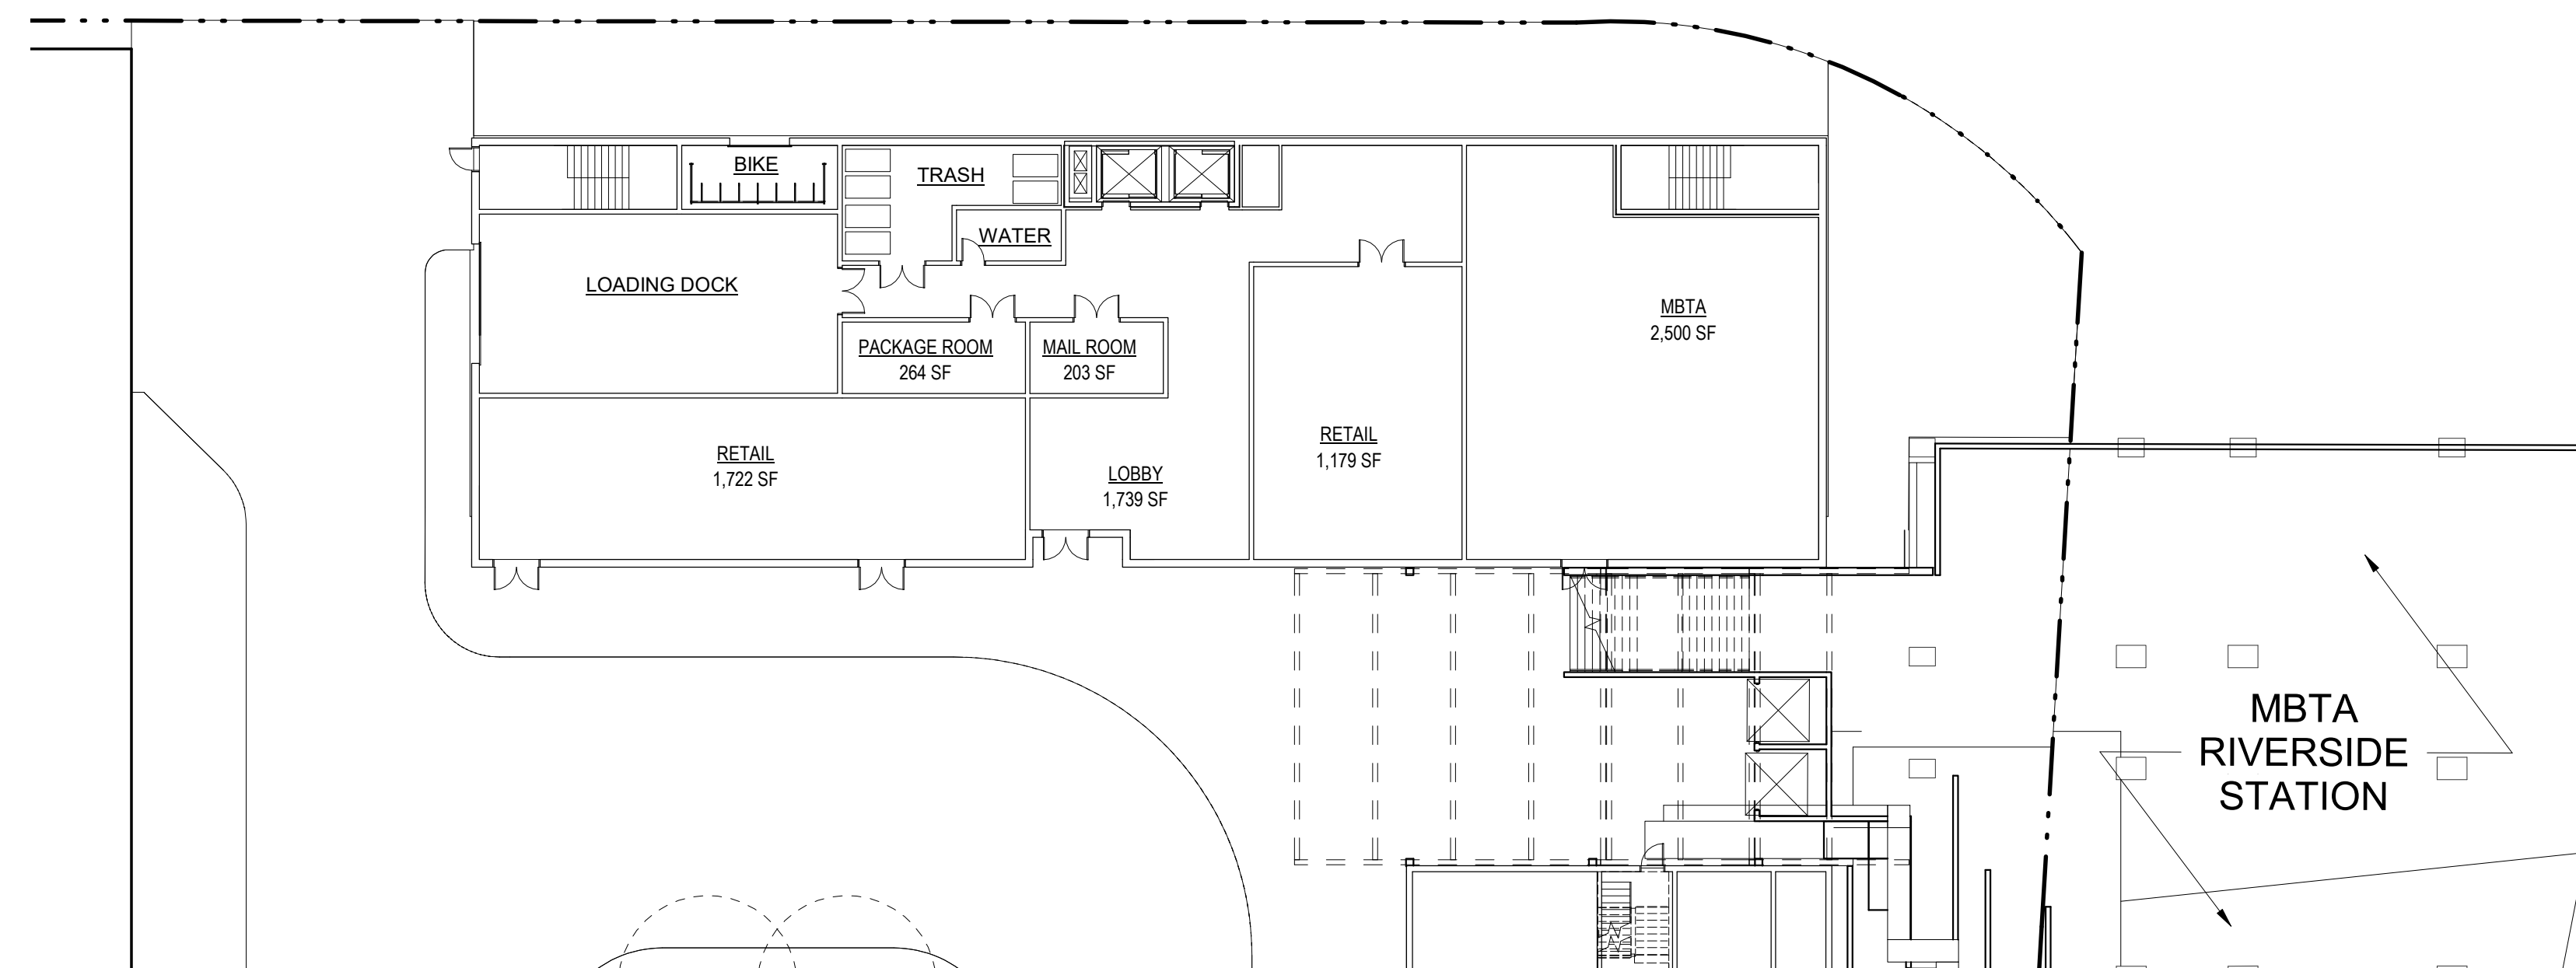 BIKE
TRASH
WATER
LOADING DOCK
MBTA
2,500 SF
PACKAGE ROOM
264 SF
MAIL ROOM
203 SF
RETAIL
1,722 SF
LOBBY
1,739 SF
RETAIL
1,179 SF
MBTA
RIVERSIDE
STATION